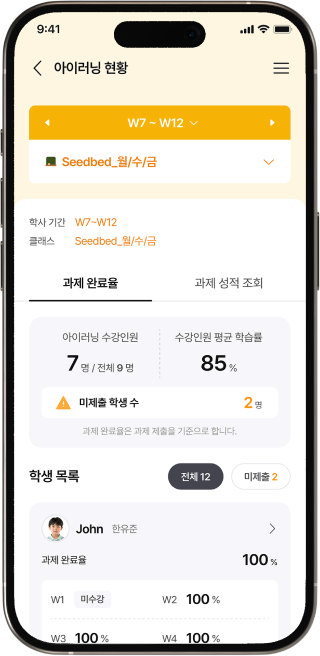 9:41
아이러닝 현황
W7 ~ W12
Seedbed_월/수/금
학사 기간 W7~W12
클래스 Seedbed_월/수/금
과제 완료율 과제 성적 조회
아이러닝 수강인원 수강인원 평균 학습률
7 명 / 전체 9 명 85 %
미제출 학생 수 2 명
과제 완료율은 과제 제출을 기준으로 합니다.
학생 목록 전체 12 미제출 2
John 한유준
과제 완료율 100 %
W1 미수강 W2 100 %
W3 100 % W4 100 %